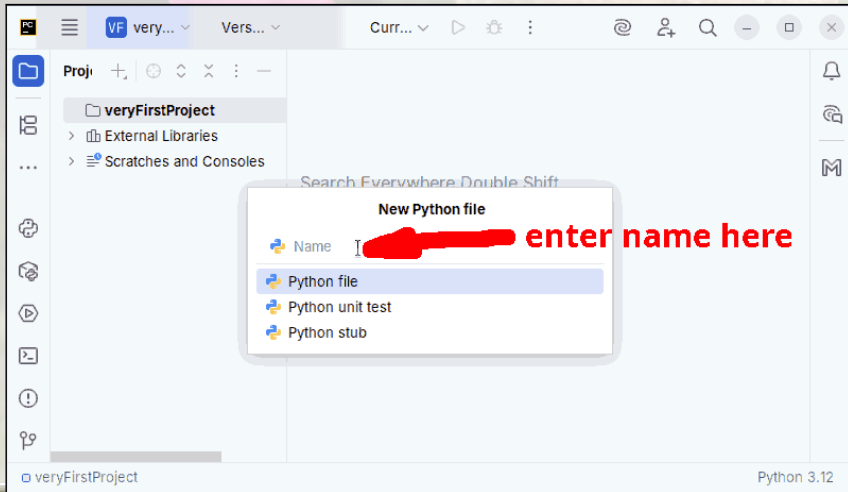 PC VF very... Vers... Curr...
Proje
veryFirstProject
External Libraries
Scratches and Consoles
Search Everywhere Double Shift
New Python file
Name
enter name here
Python file
Python unit test
Python stub
veryFirstProject
Python 3.12